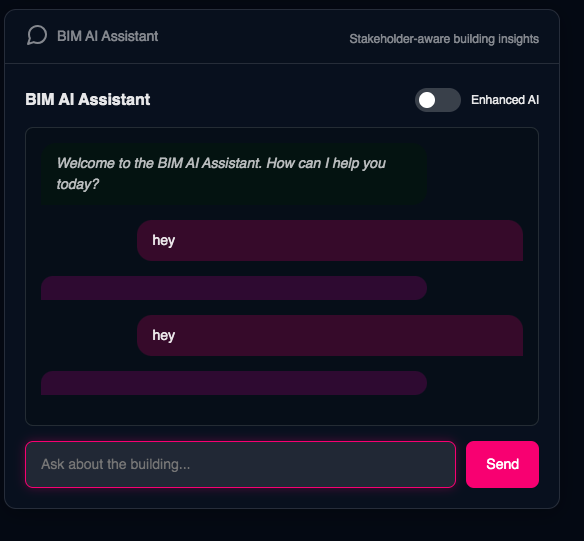 BIM AI Assistant
Stakeholder-aware building insights
BIM AI Assistant
Enhanced AI
Welcome to the BIM AI Assistant. How can I help you
today?
hey
hey
Ask about the building...
Send